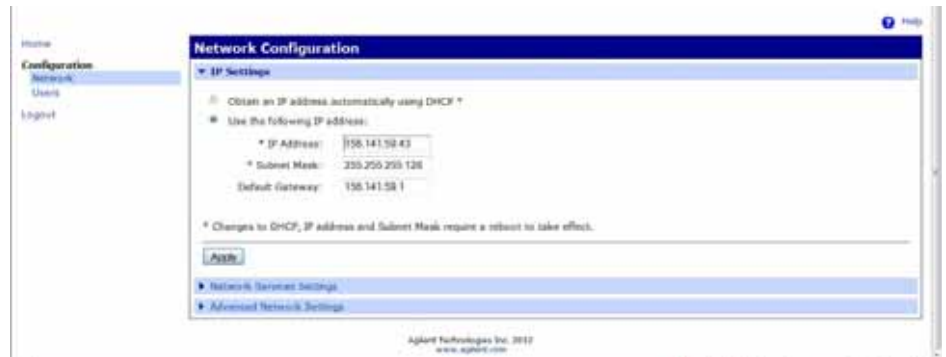 Help
Home
Configuration
Network
Users
Logout
Network Configuration
IP Settings
Obtain an IP address automatically using DHCP *
Use the following IP address:
* IP Address: 156.141.59.43
* Subnet Mask: 255.255.255.128
Default Gateway: 156.141.59.1
* Changes to DHCP, IP address and Subnet Mask require a reboot to take effect.
Apply
Network Services Settings
Advanced Network Settings
Agilent Technologies Inc. 2012
www.agilent.com